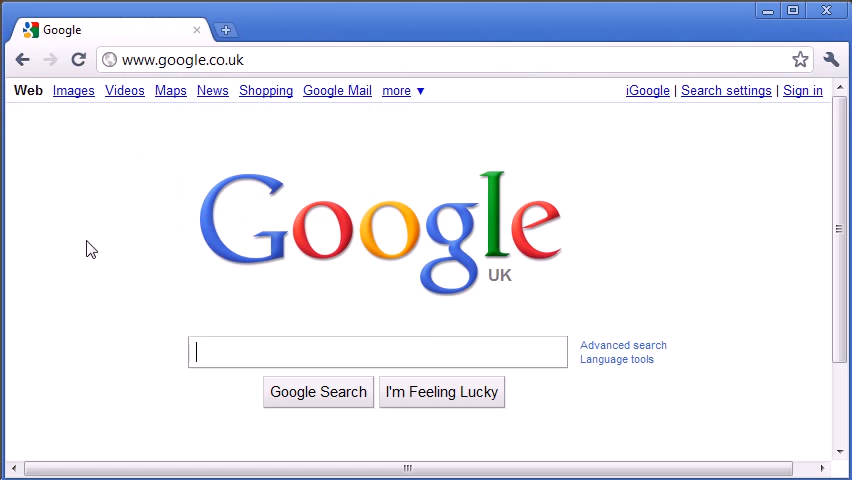 Google
www.google.co.uk
Web Images Videos Maps News Shopping Google Mail more ▼ iGoogle | Search settings | Sign in
Google
UK
Advanced search
Language tools
Google Search I'm Feeling Lucky